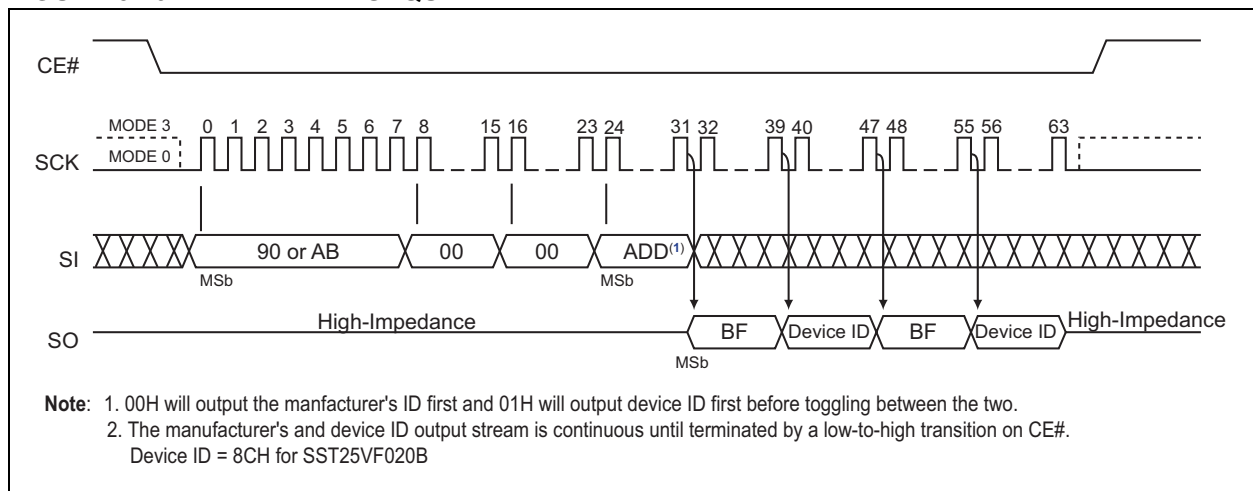 CE#
MODE 3
0 1 2 3 4 5 6 7 8 15 16 23 24 31 32 39 40 47 48 55 56 63
SCK
MODE 0
SI
90 or AB 00 00 ADD(1)
MSb MSb
SO
High-Impedance BF Device ID BF Device ID High-Impedance
MSb
Note: 1. 00H will output the manfacturer's ID first and 01H will output device ID first before toggling between the two.
2. The manufacturer's and device ID output stream is continuous until terminated by a low-to-high transition on CE#.
Device ID = 8CH for SST25VF020B